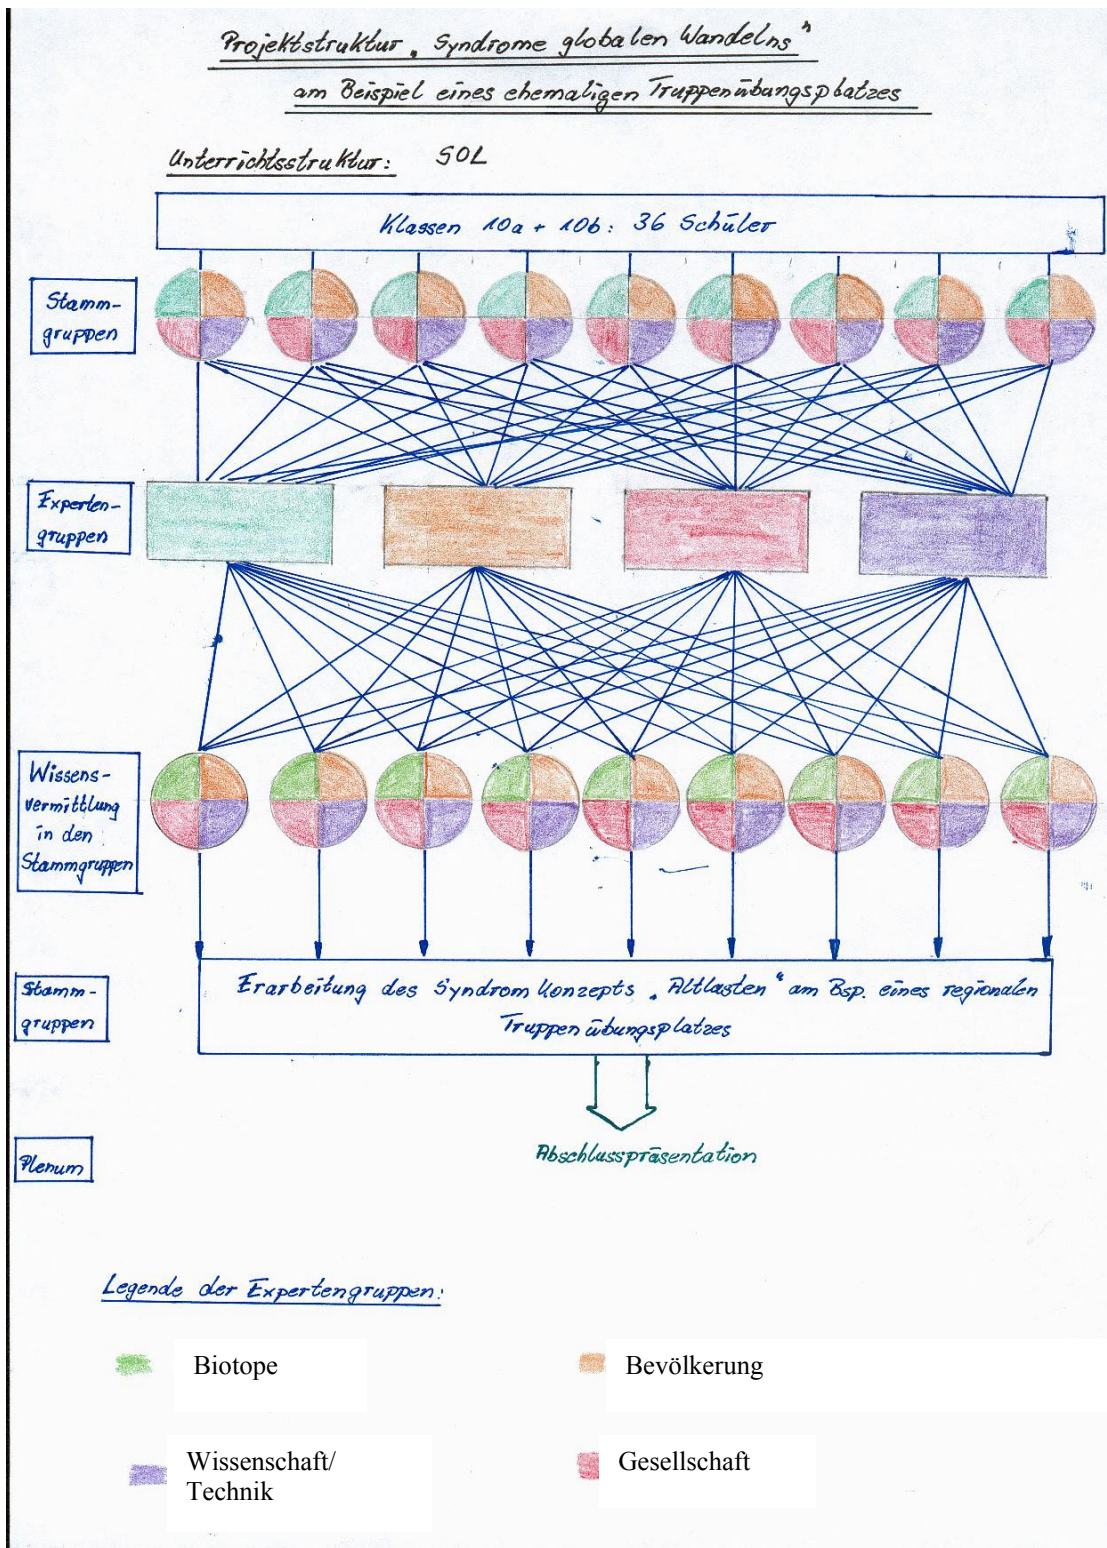 Projektstruktur „Syndrome globalen Wandelns“
am Beispiel eines ehemaligen Truppenübungsplatzes
Unterrichtsstruktur: SOL
Klassen 10a + 10b: 36 Schüler
Stamm-
gruppen
Experten-
gruppen
Wissens-
vermittlung
in den
Stammgruppen
Stamm-
gruppen
Erarbeitung des Syndrom Konzepts „Altlasten“ am Bsp. eines regionalen
Truppenübungsplatzes
Abschlusspräsentation
Plenum
Legende der Expertengruppen:
Biotope
Bevölkerung
Wissenschaft/
Technik
Gesellschaft